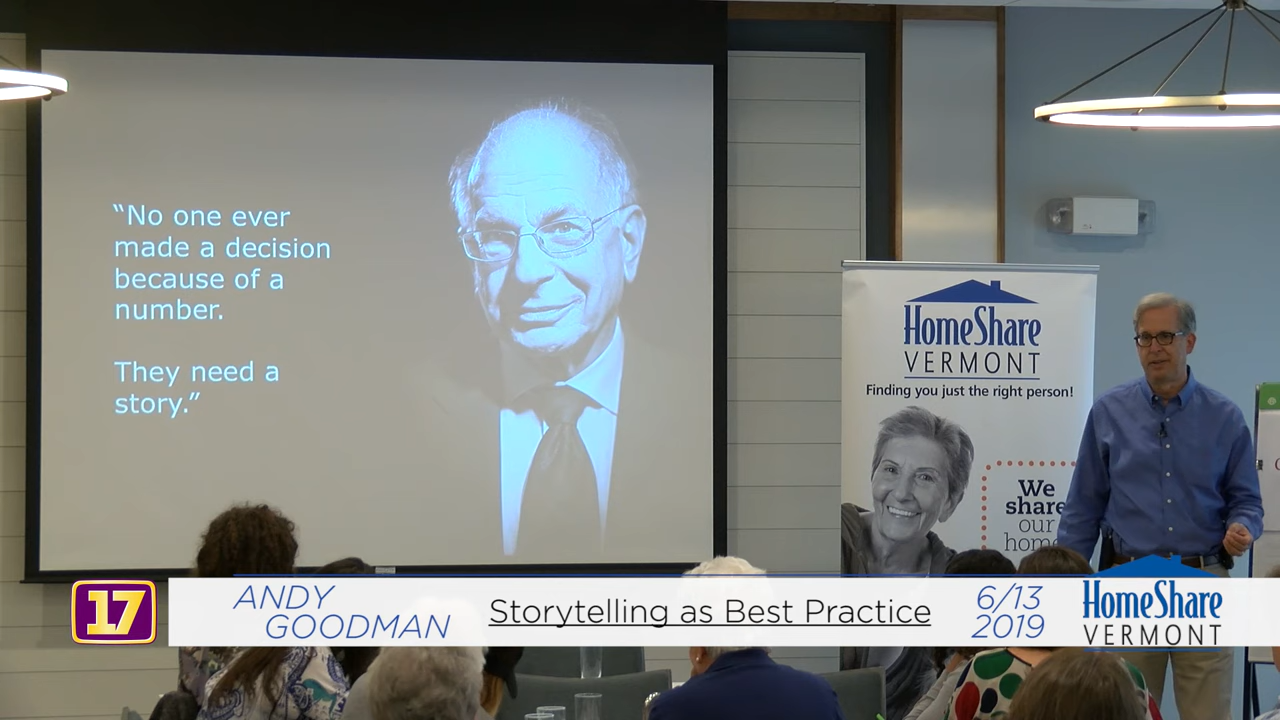 “No one ever
made a decision
because of a
number.
They need a
story.”
HomeShare
VERMONT
Finding you just the right person!
We
share
our
home
17
ANDY
GOODMAN
Storytelling as Best Practice
6/13
2019
HomeShare
VERMONT